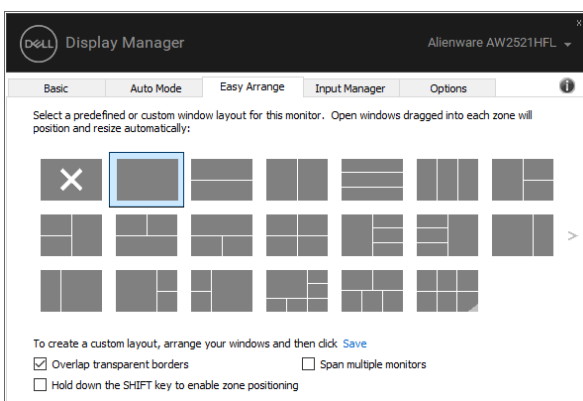 DELL Display Manager
Alienware AW2521HFL
Basic
Auto Mode
Easy Arrange
Input Manager
Options
Select a predefined or custom window layout for this monitor. Open windows dragged into each zone will
position and resize automatically:
To create a custom layout, arrange your windows and then click Save
Overlap transparent borders
Span multiple monitors
Hold down the SHIFT key to enable zone positioning